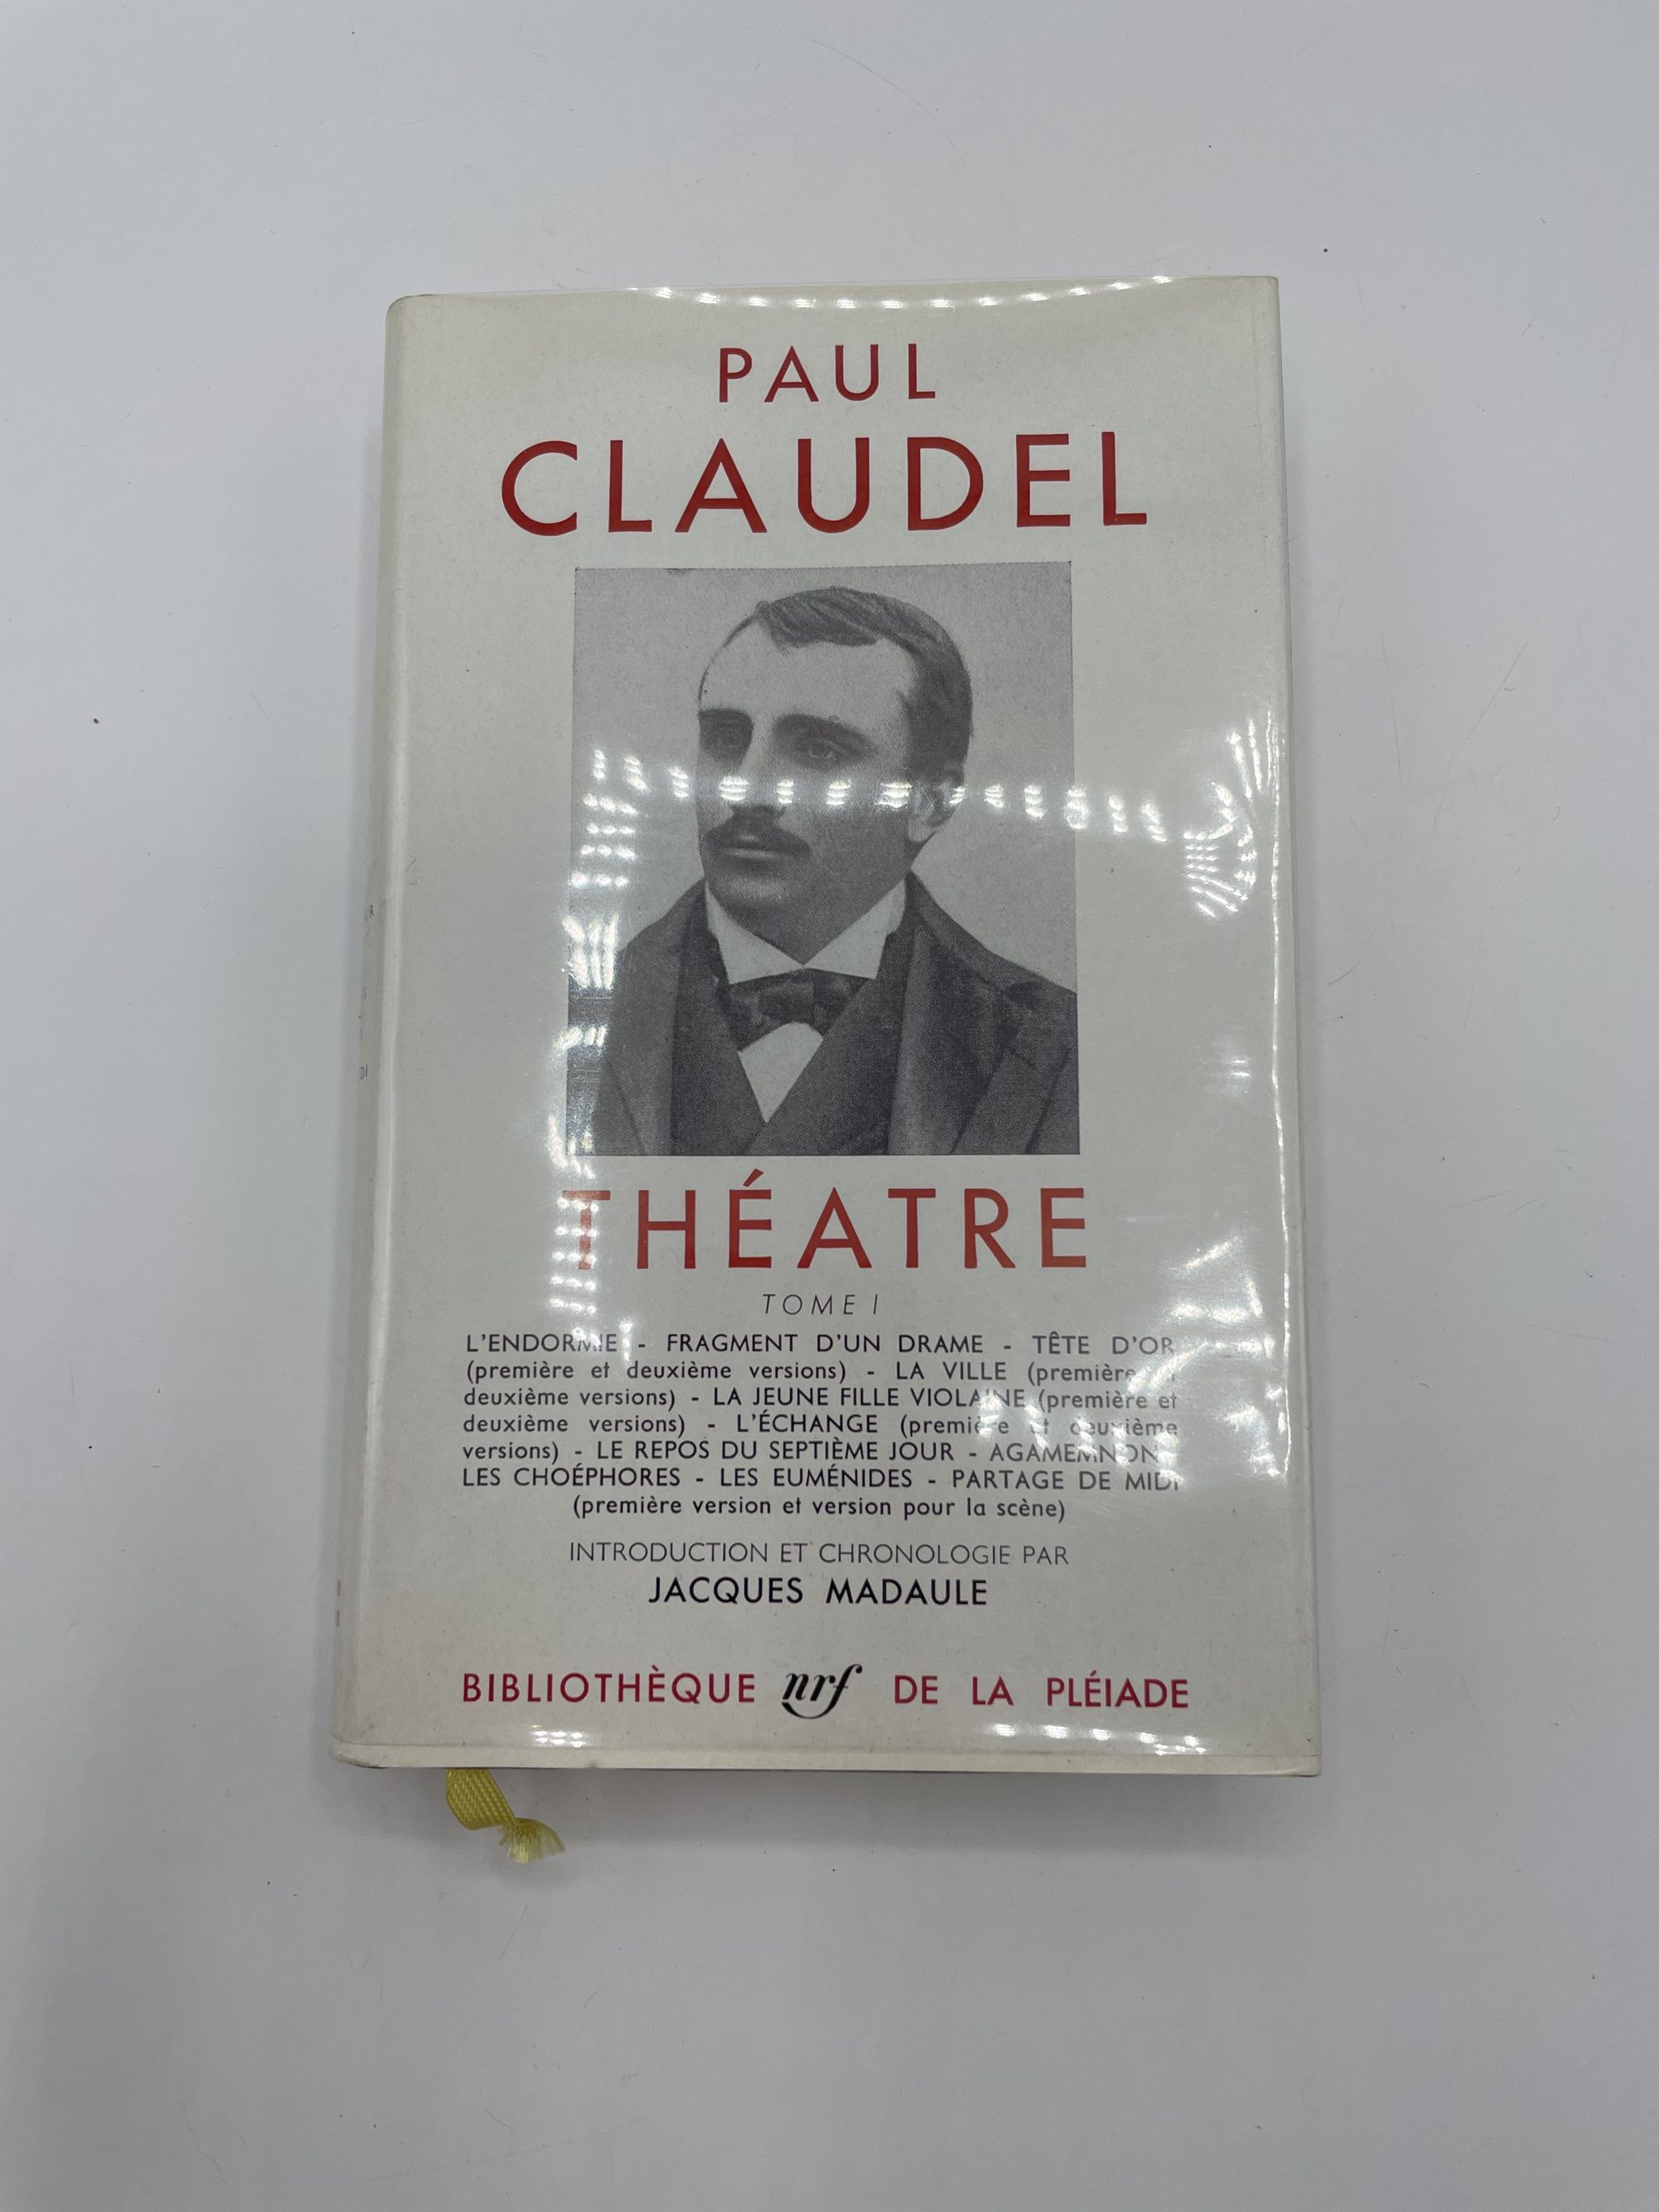 PAUL
CLAUDEL
THÉATRE
TOME I
L'ENDORMIE - FRAGMENT D'UN DRAME - TÊTE D'OR
(première et deuxième versions) - LA VILLE (première
deuxième versions) - LA JEUNE FILLE VIOLAINE (première et
deuxième versions) - L'ÉCHANGE (première et deuxième
versions) - LE REPOS DU SEPTIÈME JOUR - AGAMEMNON
LES CHOÉPHORES - LES EUMÉNIDES - PARTAGE DE MIDI
(première version et version pour la scène)
INTRODUCTION ET CHRONOLOGIE PAR
JACQUES MADAULE
BIBLIOTHÈQUE nrf DE LA PLÉIADE